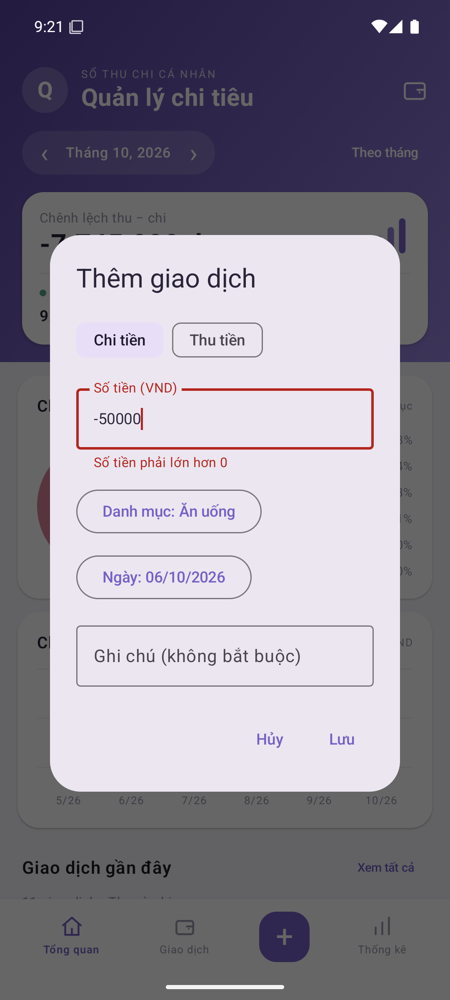 9:21
Q
SỔ THU CHI CÁ NHÂN
Quản lý chi tiêu
‹ Tháng 10, 2026 ›
Theo tháng
Chênh lệch thu – chi
Thêm giao dịch
Chi tiền
Thu tiền
Số tiền (VND)
-50000
Số tiền phải lớn hơn 0
Danh mục: Ăn uống
Ngày: 06/10/2026
Ghi chú (không bắt buộc)
Hủy
Lưu
5/26 6/26 7/26 8/26 9/26 10/26
Giao dịch gần đây
Xem tất cả
Tổng quan
Giao dịch
+
Thống kê